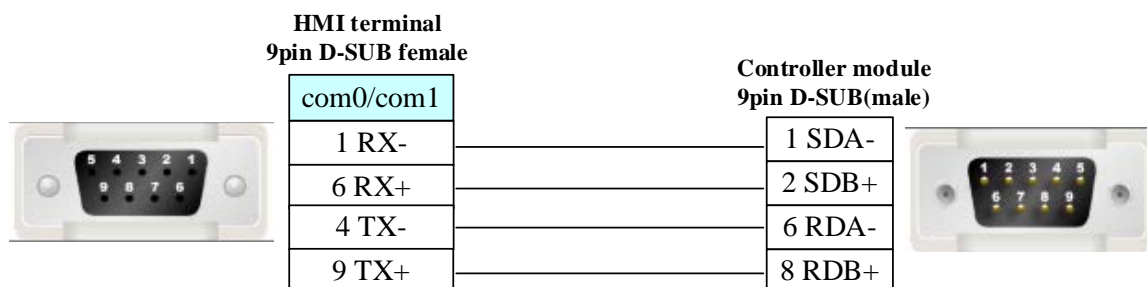 HMI terminal
9pin D-SUB female
com0/com1
1 RX-
6 RX+
4 TX-
9 TX+
5 4 3 2 1
9 8 7 6
Controller module
9pin D-SUB(male)
1 SDA-
2 SDB+
6 RDA-
8 RDB+
1 2 3 4 5
6 7 8 9